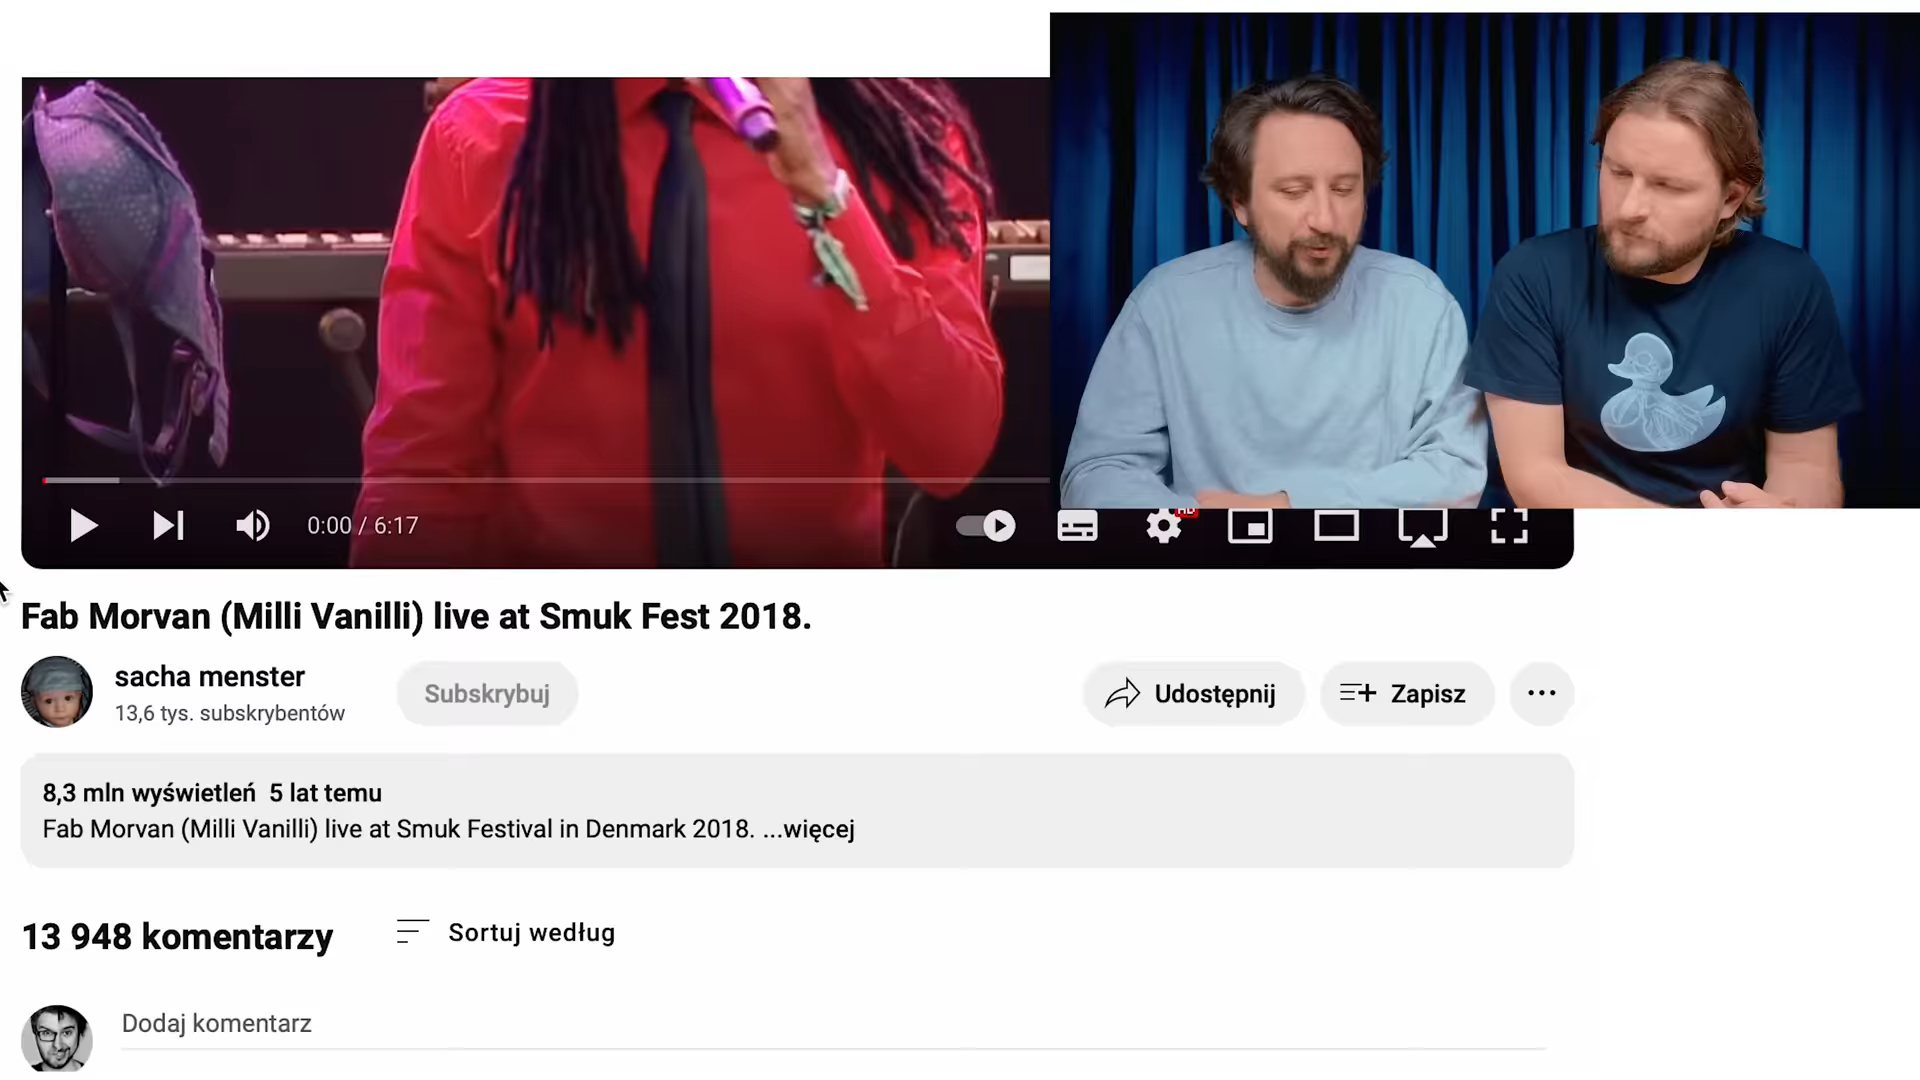 0:00 / 6:17
HD
Fab Morvan (Milli Vanilli) live at Smuk Fest 2018.
sacha menster
13,6 tys. subskrybentów
Subskrybuj
Udostępnij
Zapisz
8,3 mln wyświetleń 5 lat temu
Fab Morvan (Milli Vanilli) live at Smuk Festival in Denmark 2018. ...więcej
13 948 komentarzy
Sortuj według
Dodaj komentarz